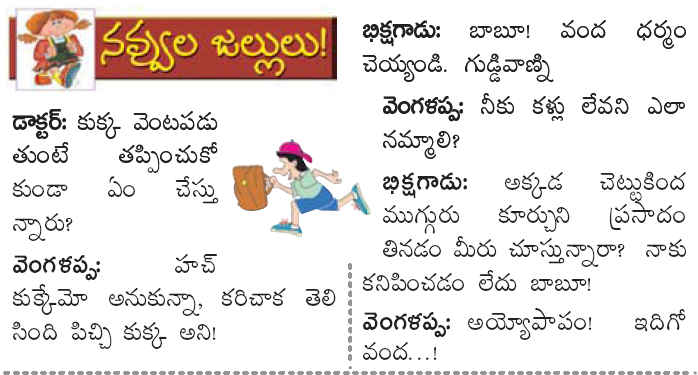 నవ్వుల జల్లులు!
డాక్టర్: కుక్క వెంటపడు
తుంటే తప్పించుకో
కుండా ఏం చేస్తు
న్నారు?
వెంగళప్ప: హచ్
కుక్కేమో అనుకున్నా, కరిచాక తెలి
సింది పిచ్చి కుక్క అని!
భిక్షగాడు: బాబూ! వంద ధర్మం
చెయ్యండి. గుడ్డివాణ్ని
వెంగళప్ప: నీకు కళ్లు లేవని ఎలా
నమ్మాలి?
భిక్షగాడు: అక్కడ చెట్టుకింద
ముగ్గురు కూర్చుని ప్రసాదం
తినడం మీరు చూస్తున్నారా? నాకు
కనిపించడం లేదు బాబూ!
వెంగళప్ప: అయ్యోపాపం! ఇదిగో
వంద...!